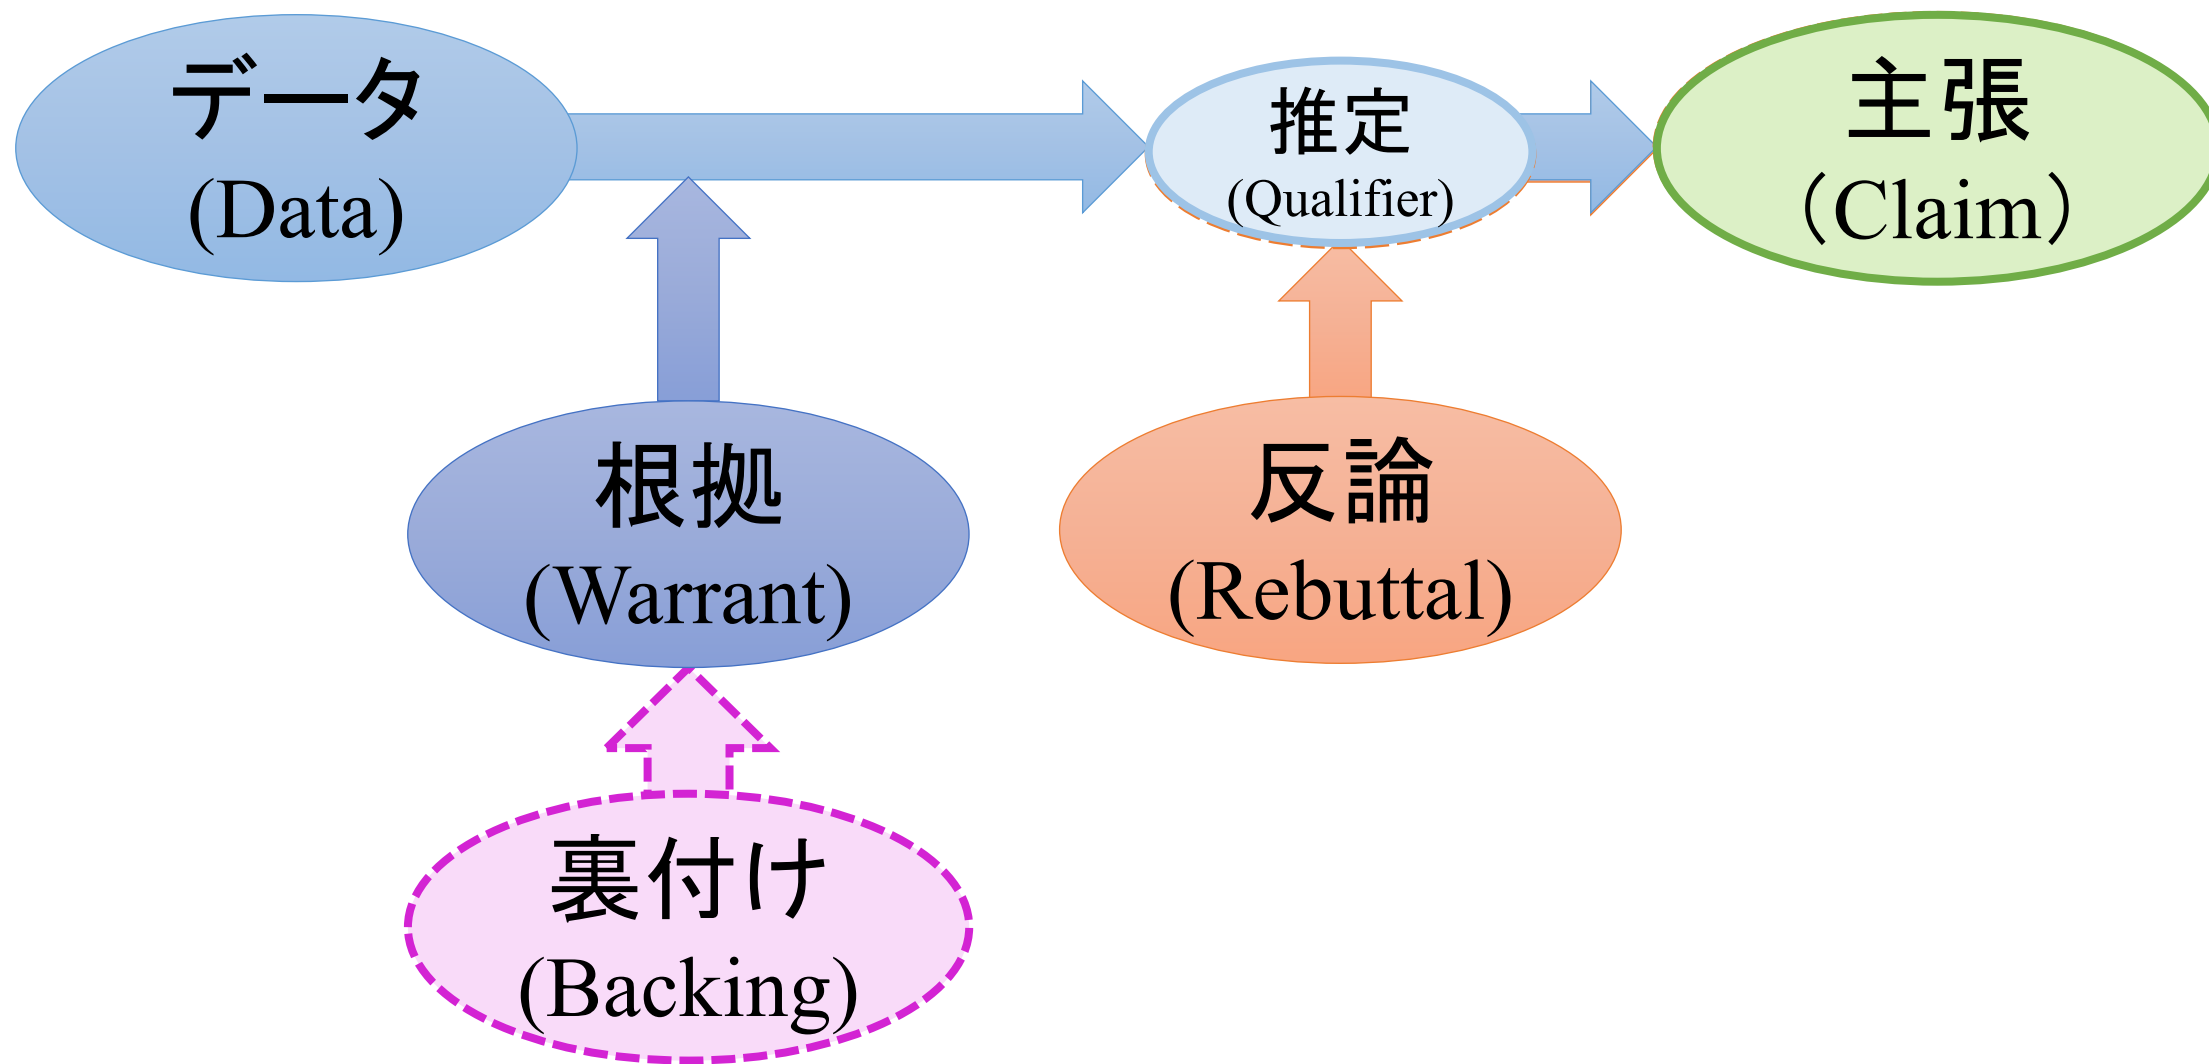 データ
(Data)
推定
(Qualifier)
主張
（Claim）
根拠
(Warrant)
反論
(Rebuttal)
裏付け
(Backing)